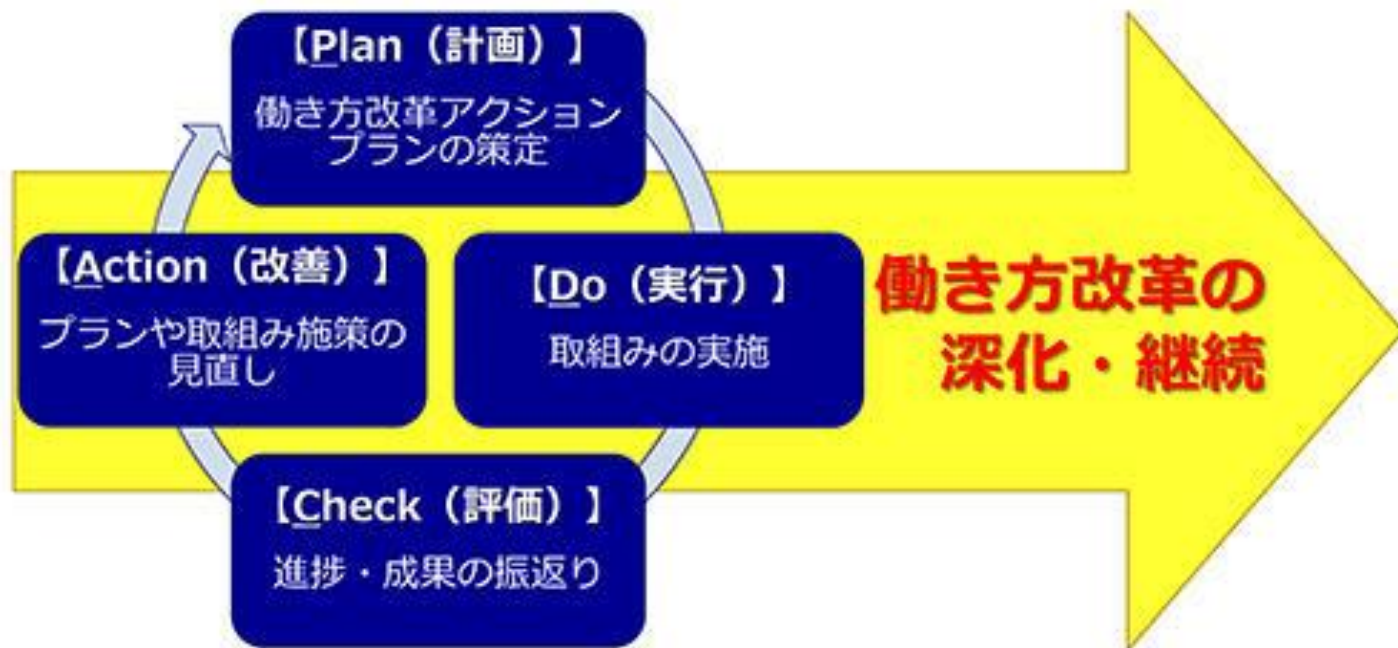 【Plan（計画）】
働き方改革アクション
プランの策定
【Action（改善）】
プランや取組み施策の
見直し
【Do（実行）】
取組みの実施
働き方改革の
深化・継続
【Check（評価）】
進捗・成果の振返り